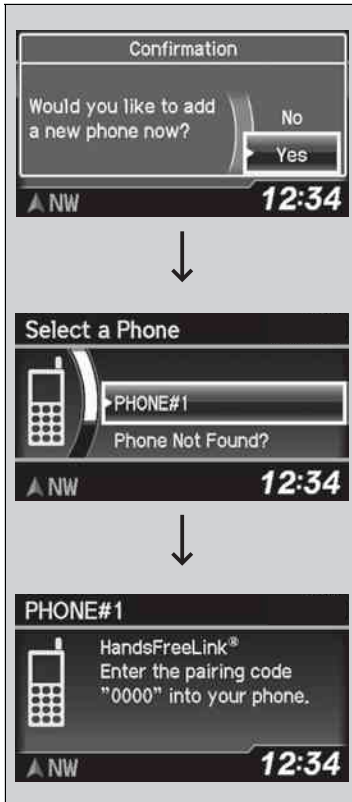 Confirmation
Would you like to add
a new phone now?
No
Yes
NW
12:34
Select a Phone
PHONE#1
Phone Not Found?
NW
12:34
PHONE#1
HandsFreeLink®
Enter the pairing code
"0000" into your phone.
NW
12:34